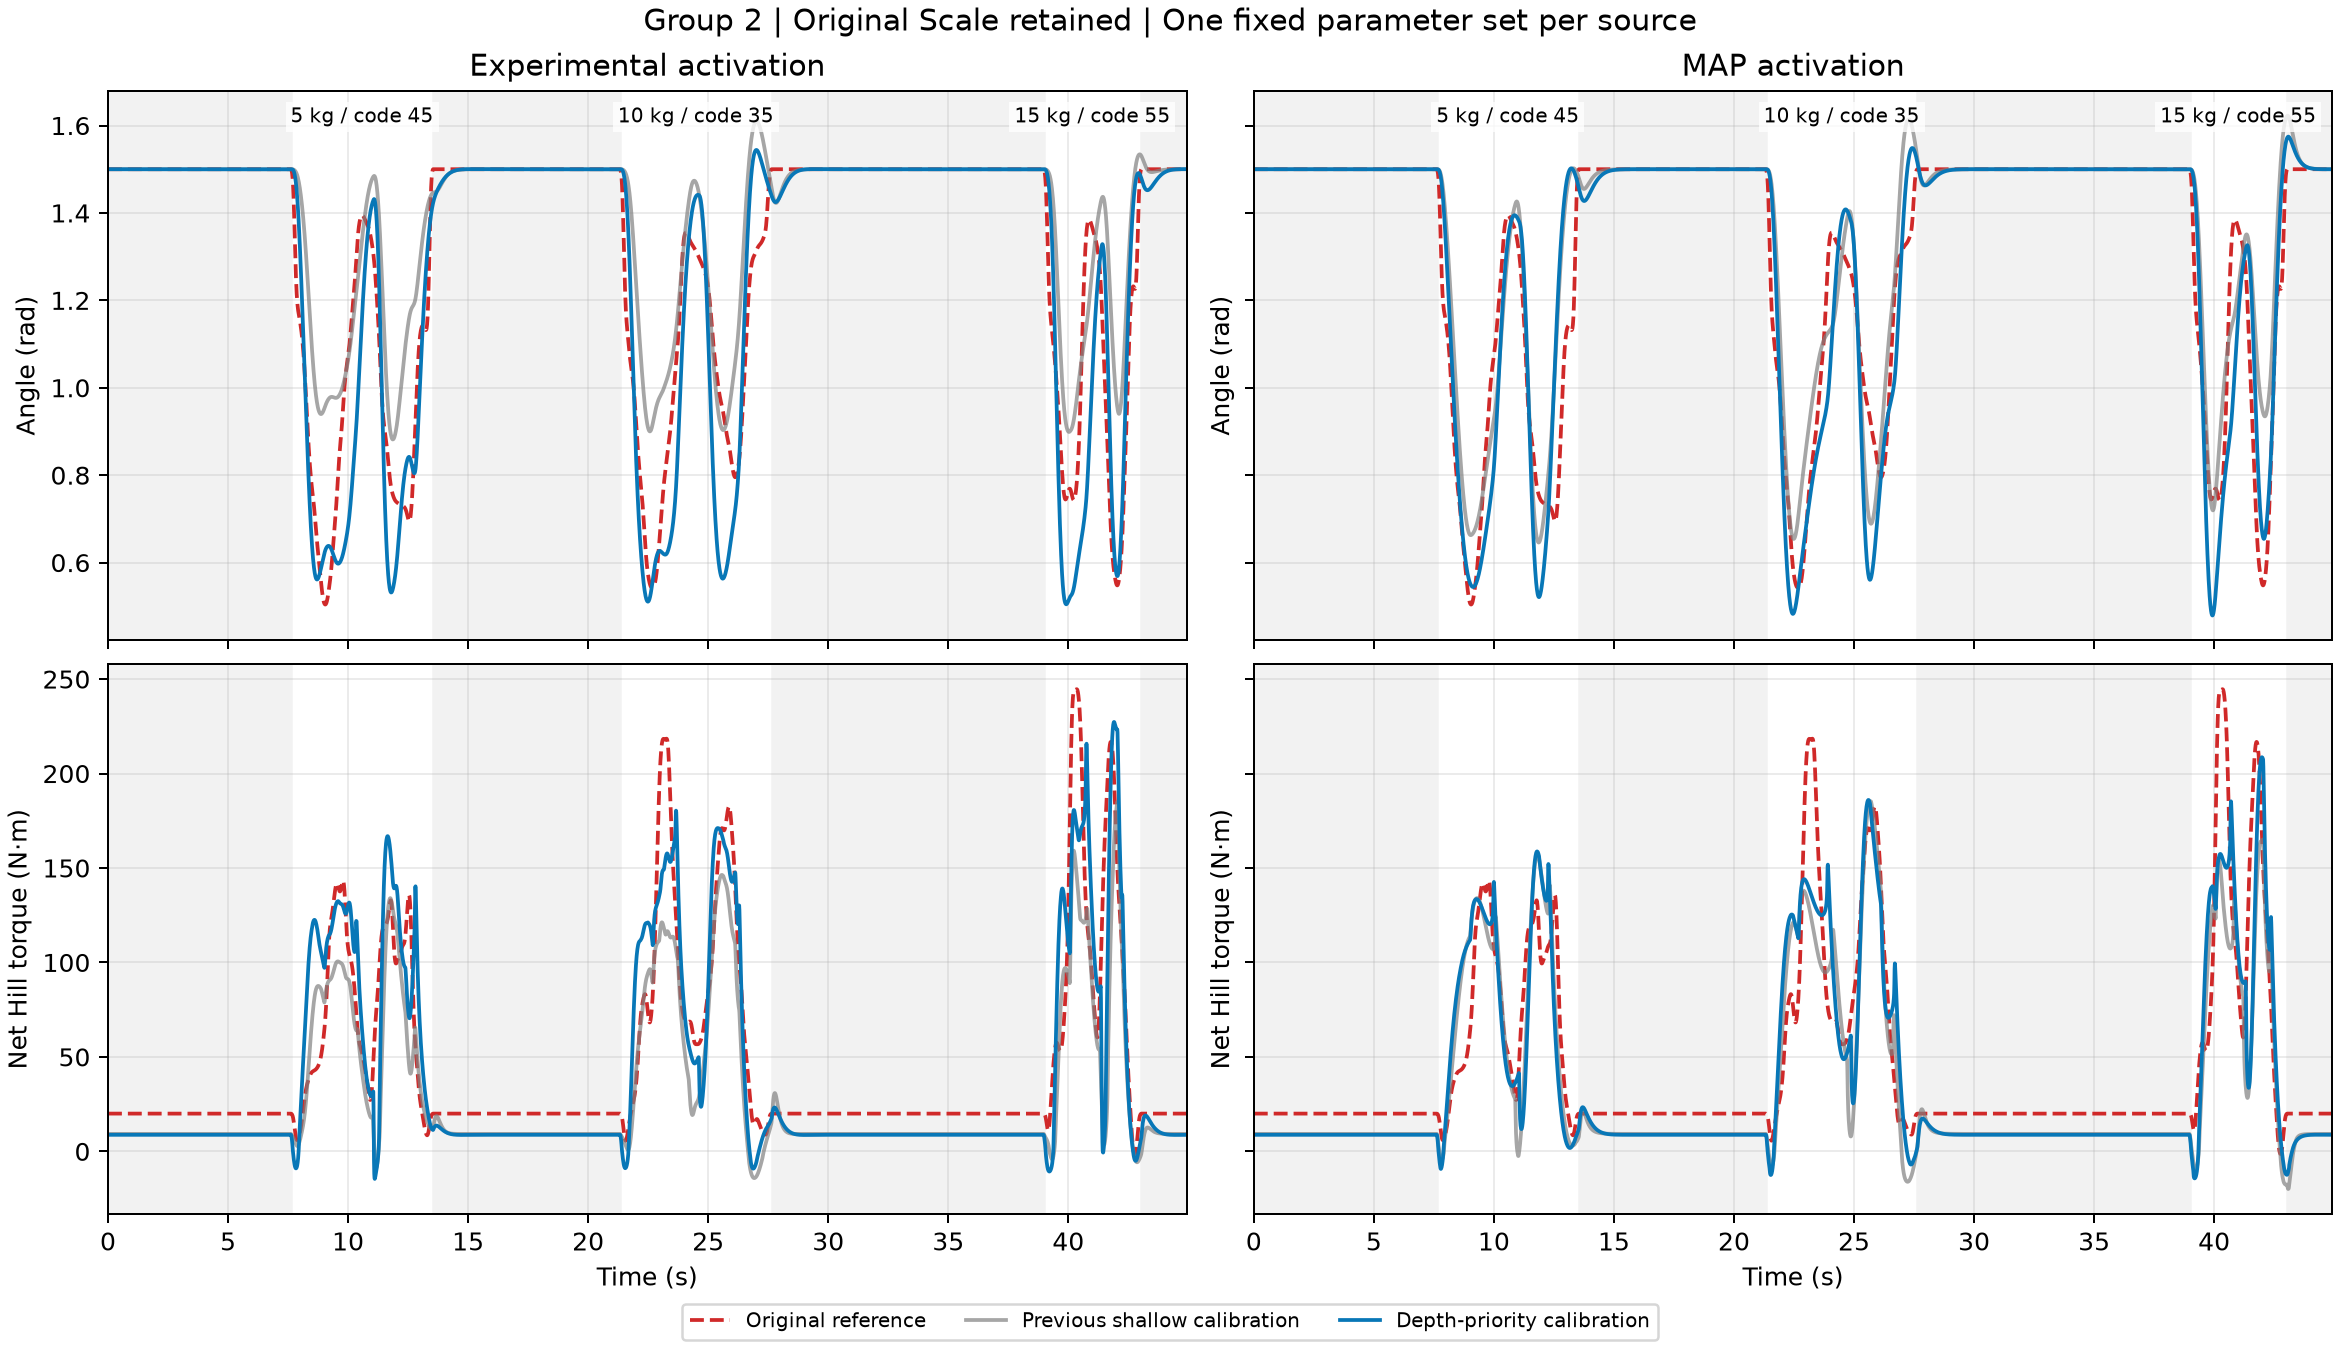 Group 2 | Original Scale retained | One fixed parameter set per source
Experimental activation
MAP activation
5 kg / code 45
10 kg / code 35
15 kg / code 55
5 kg / code 45
10 kg / code 35
15 kg / code 55
1.6
1.4
1.2
1.0
0.8
0.6
Angle (rad)
Angle (rad)
250
200
150
100
50
0
Net Hill torque (N·m)
Net Hill torque (N·m)
0 5 10 15 20 25 30 35 40
0 5 10 15 20 25 30 35 40
Time (s)
Time (s)
Original reference
Previous shallow calibration
Depth-priority calibration